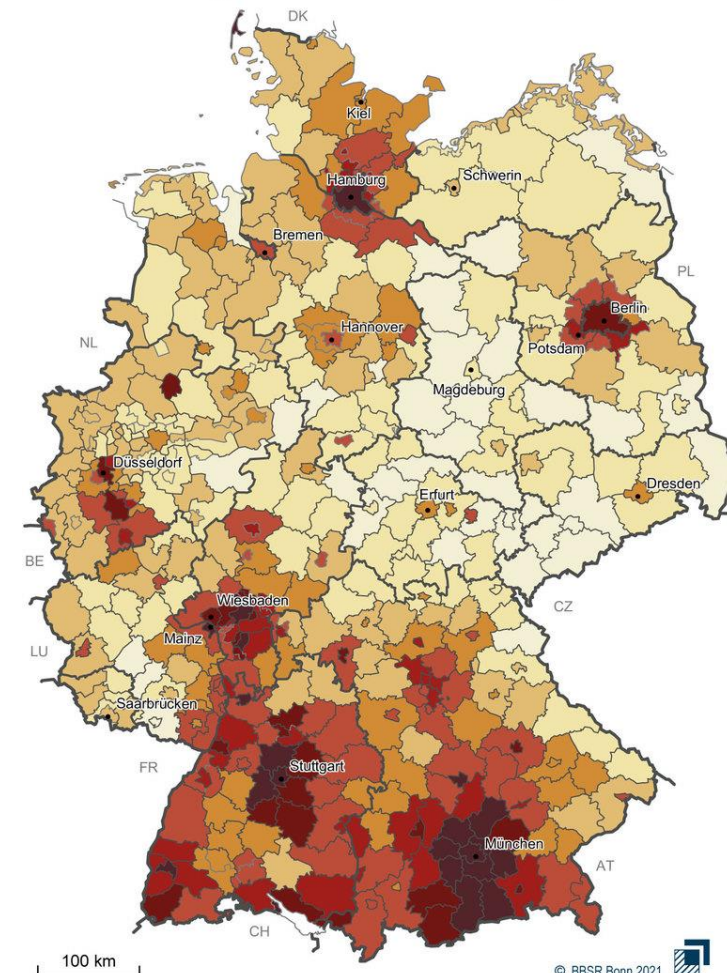 DK
Kiel
Hamburg
Schwerin
Bremen
PL
Berlin
Hannover
NL
Potsdam
Magdeburg
Düsseldorf
Erfurt
Dresden
BE
Wiesbaden
CZ
Mainz
LU
Saarbrücken
FR
Stuttgart
München
AT
CH
100 km
© BBSR Bonn 2021